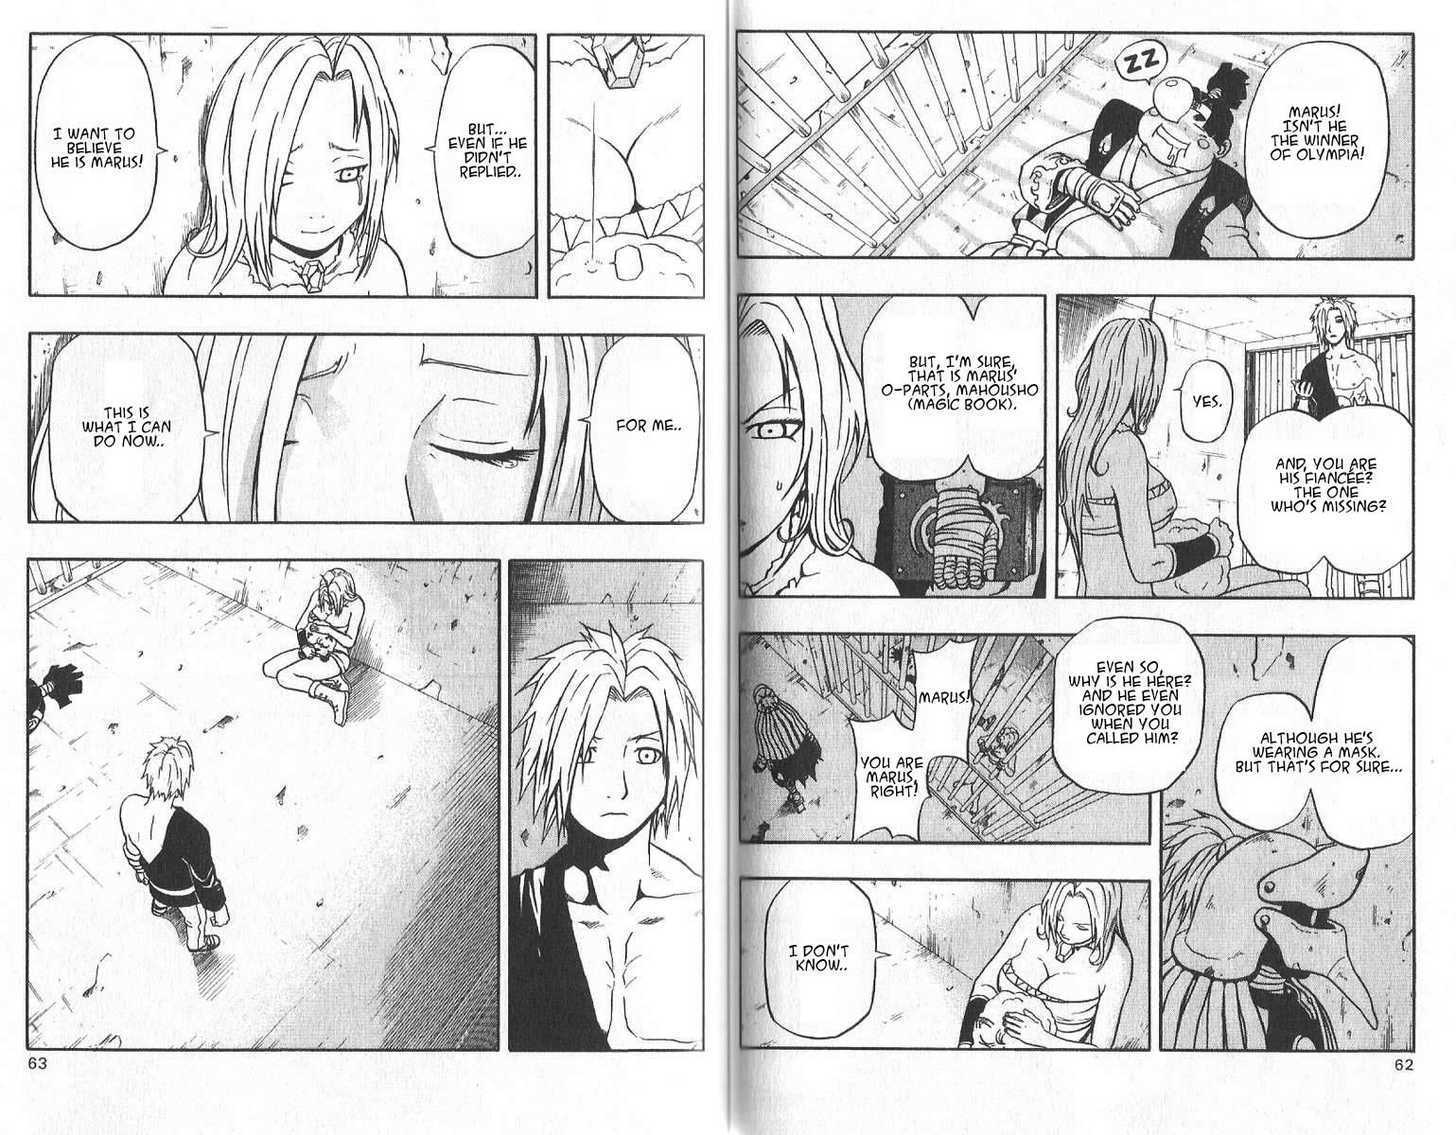 ZZ
MARUS!
ISN'T HE
THE WINNER
OF OLYMPIA!
YES.
AND, YOU ARE
HIS FIANCÉE?
THE ONE
WHO'S MISSING?
BUT, I'M SURE,
THAT IS MARUS'
O-PARTS, MAHOUSHO
(MAGIC BOOK).
ALTHOUGH HE'S
WEARING A MASK.
BUT THAT'S FOR SURE...
EVEN SO,
WHY IS HE HERE?
AND HE EVEN
IGNORED YOU
WHEN YOU
CALLED HIM?
MARUS!
YOU ARE
MARUS,
RIGHT!
I DON'T
KNOW..
62
BUT...
EVEN IF HE
DIDN'T
REPLIED..
I WANT TO
BELIEVE
HE IS MARUS!
FOR ME..
THIS IS
WHAT I CAN
DO NOW..
63